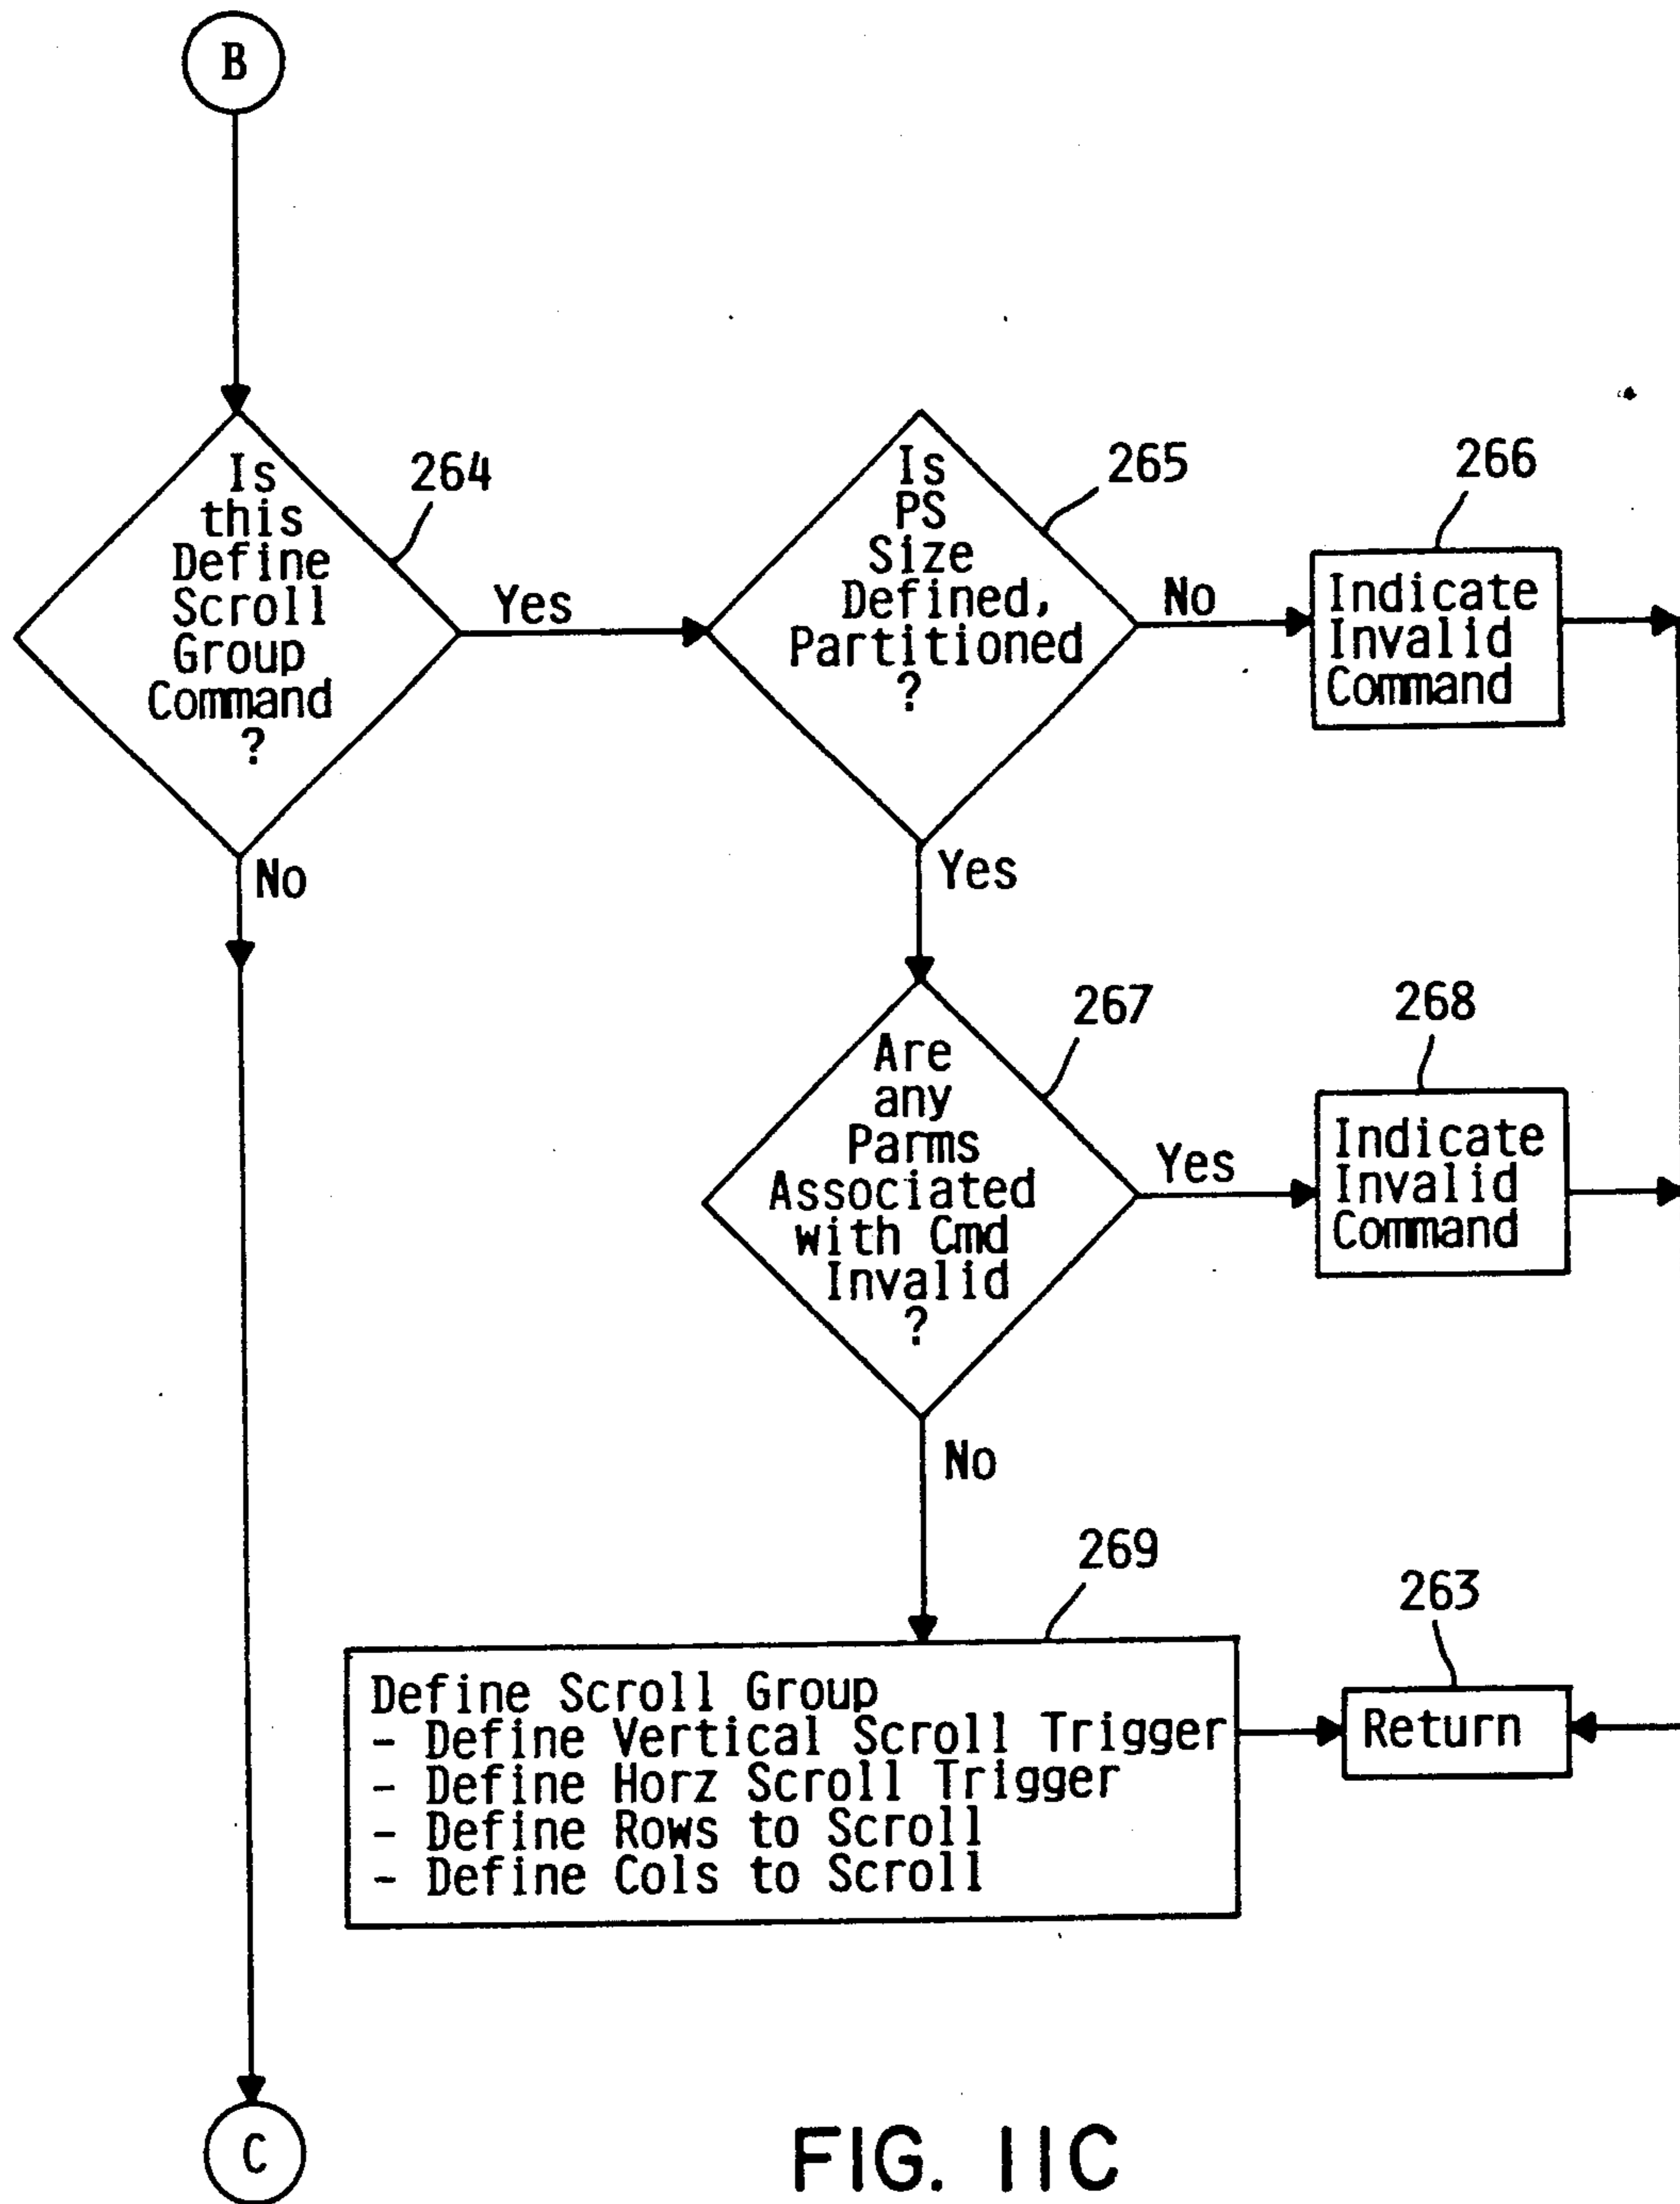 B
Is
this
Define
Scroll
Group
Command
?
264
Yes
No
Is
PS
Size
Defined,
Partitioned
?
265
No
Yes
266
Indicate
Invalid
Command
Are
any
Parms
Associated
with Cmd
Invalid
?
267
Yes
No
268
Indicate
Invalid
Command
269
Define Scroll Group
- Define Vertical Scroll Trigger
- Define Horz Scroll Trigger
- Define Rows to Scroll
- Define Cols to Scroll
263
Return
C
FIG. 11C